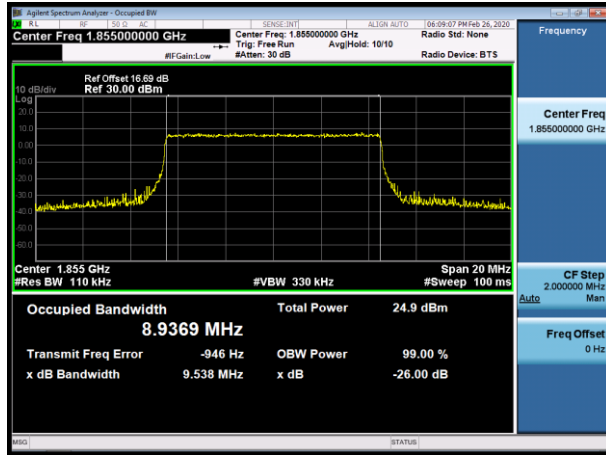 Agilent Spectrum Analyzer - Occupied BW
RL RF 50 Ω AC SENSE:INT ALIGN AUTO 06:09:07 PM Feb 26, 2020
Center Freq 1.855000000 GHz
Center Freq: 1.855000000 GHz
Radio Std: None
Trig: Free Run Avg|Hold: 10/10
#IFGain:Low #Atten: 30 dB Radio Device: BTS
Frequency
Ref Offset 16.69 dB
10 dB/div Ref 30.00 dBm
Log
20.0
10.0
0.00
-10.0
-20.0
-30.0
-40.0
-50.0
-60.0
Center 1.855 GHz Span 20 MHz
#Res BW 110 kHz #VBW 330 kHz #Sweep 100 ms
Occupied Bandwidth Total Power 24.9 dBm
8.9369 MHz
Transmit Freq Error -946 Hz OBW Power 99.00 %
x dB Bandwidth 9.538 MHz x dB -26.00 dB
Center Freq
1.855000000 GHz
CF Step
2.000000 MHz
Auto Man
Freq Offset
0 Hz
MSG STATUS